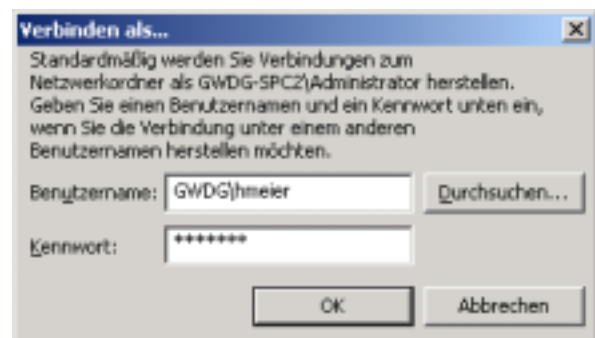 Verbinden als...
Standardmäßig werden Sie Verbindungen zum
Netzwerkordner als GWDG-SPC2\Administrator herstellen.
Geben Sie einen Benutzernamen und ein Kennwort unten ein,
wenn Sie die Verbindung unter einem anderen
Benutzernamen herstellen möchten.
Benutzername: GWDG\hmeier Durchsuchen...
Kennwort: *******
OK Abbrechen